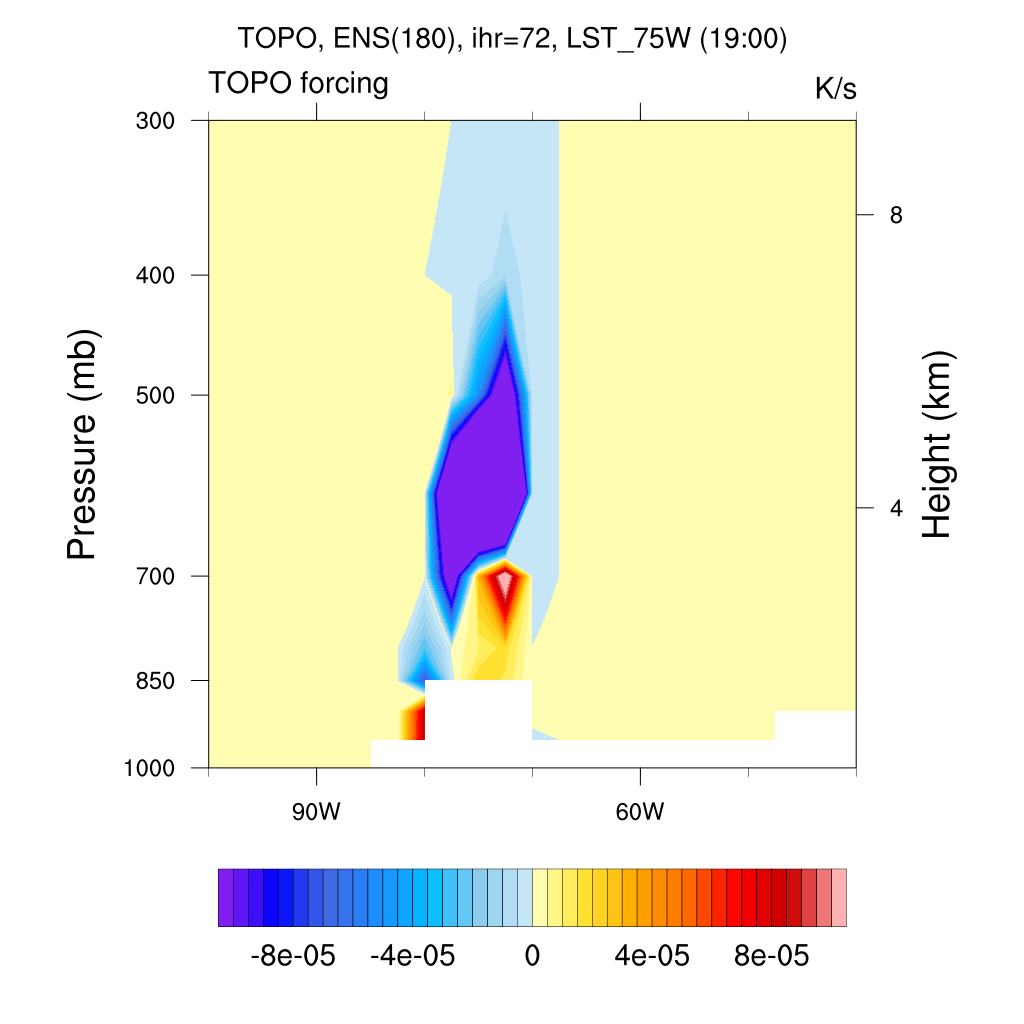 TOPO, ENS(180), ihr=72, LST_75W (19:00)
TOPO forcing
K/s
300
400
500
700
850
1000
Pressure (mb)
8
4
Height (km)
90W
60W
-8e-05
-4e-05
0
4e-05
8e-05